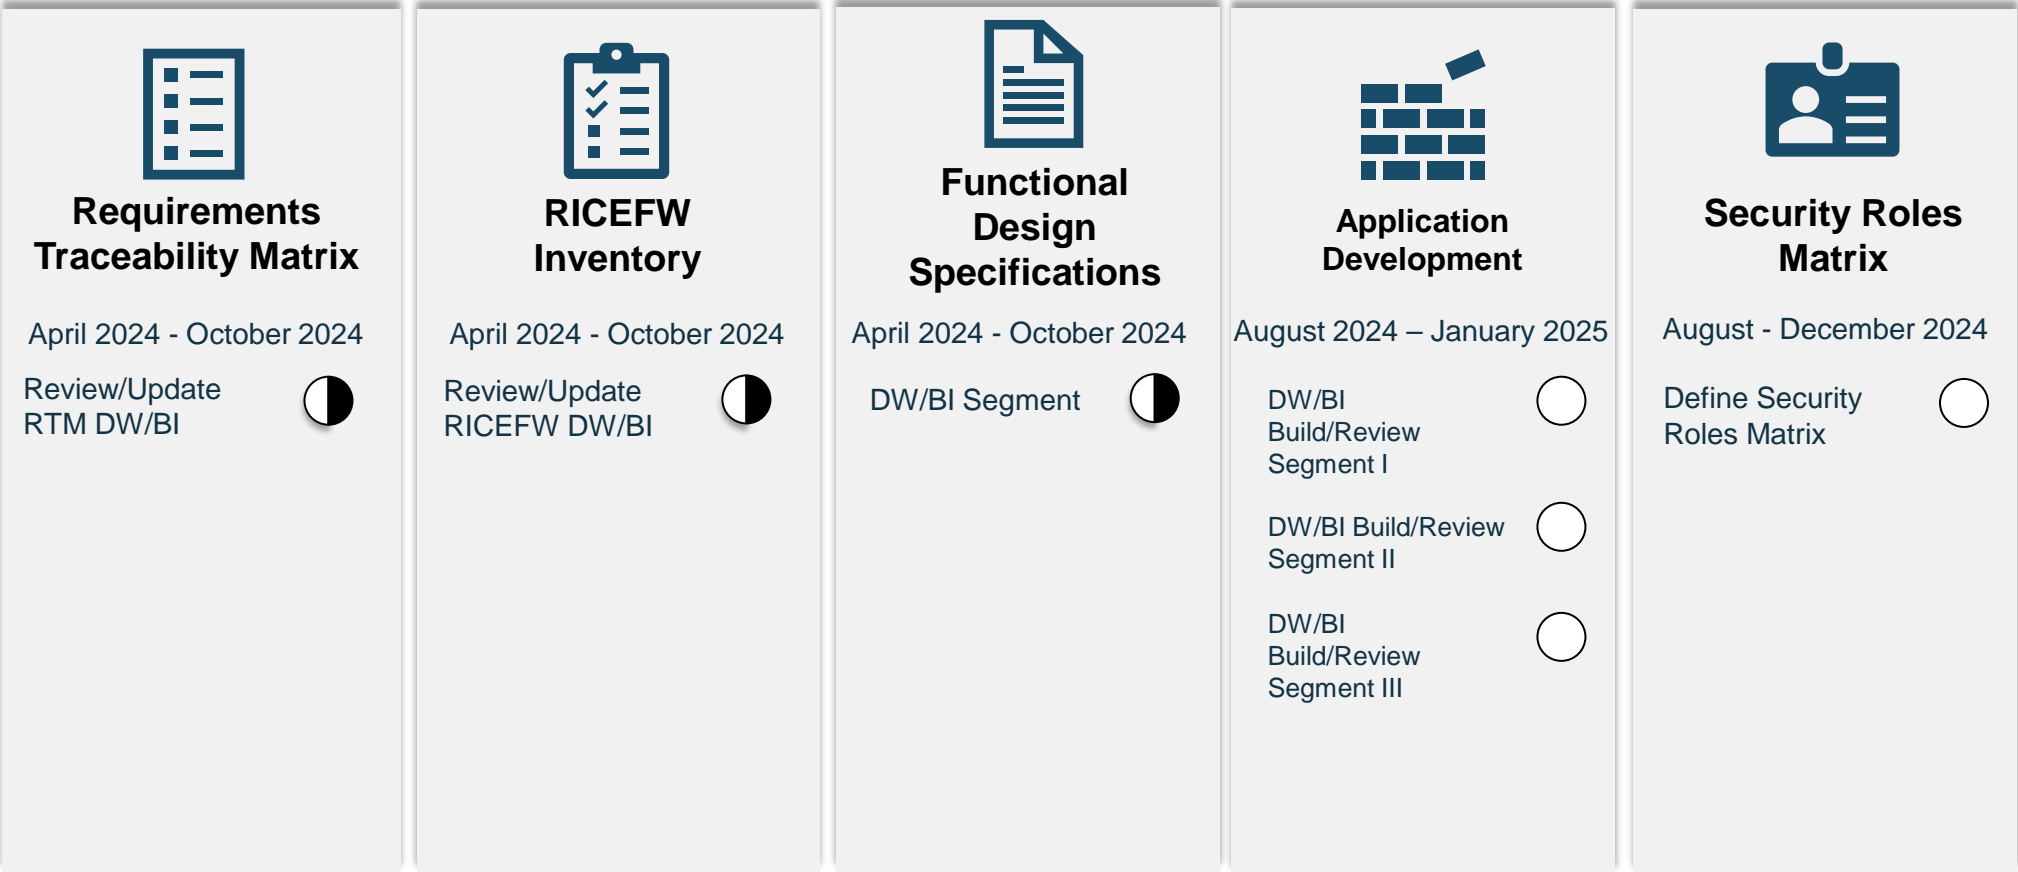 Requirements
Traceability Matrix
April 2024 - October 2024
Review/Update
RTM DW/BI
RICEFW
Inventory
April 2024 - October 2024
Review/Update
RICEFW DW/BI
Functional
Design
Specifications
April 2024 - October 2024
DW/BI Segment
Application
Development
August 2024 – January 2025
DW/BI
Build/Review
Segment I
DW/BI Build/Review
Segment II
DW/BI
Build/Review
Segment III
Security Roles
Matrix
August - December 2024
Define Security
Roles Matrix